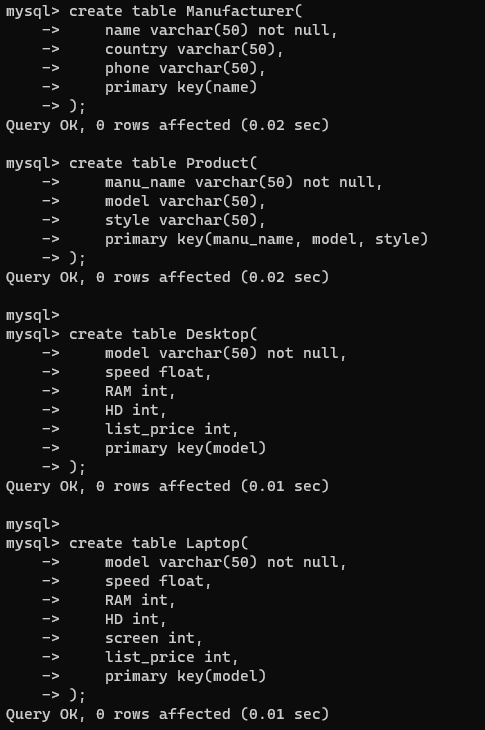 mysql> create table Manufacturer(
    ->     name varchar(50) not null,
    ->     country varchar(50),
    ->     phone varchar(50),
    ->     primary key(name)
    -> );
Query OK, 0 rows affected (0.02 sec)

mysql> create table Product(
    ->     manu_name varchar(50) not null,
    ->     model varchar(50),
    ->     style varchar(50),
    ->     primary key(manu_name, model, style)
    -> );
Query OK, 0 rows affected (0.02 sec)

mysql>
mysql> create table Desktop(
    ->     model varchar(50) not null,
    ->     speed float,
    ->     RAM int,
    ->     HD int,
    ->     list_price int,
    ->     primary key(model)
    -> );
Query OK, 0 rows affected (0.01 sec)

mysql>
mysql> create table Laptop(
    ->     model varchar(50) not null,
    ->     speed float,
    ->     RAM int,
    ->     HD int,
    ->     screen int,
    ->     list_price int,
    ->     primary key(model)
    -> );
Query OK, 0 rows affected (0.01 sec)